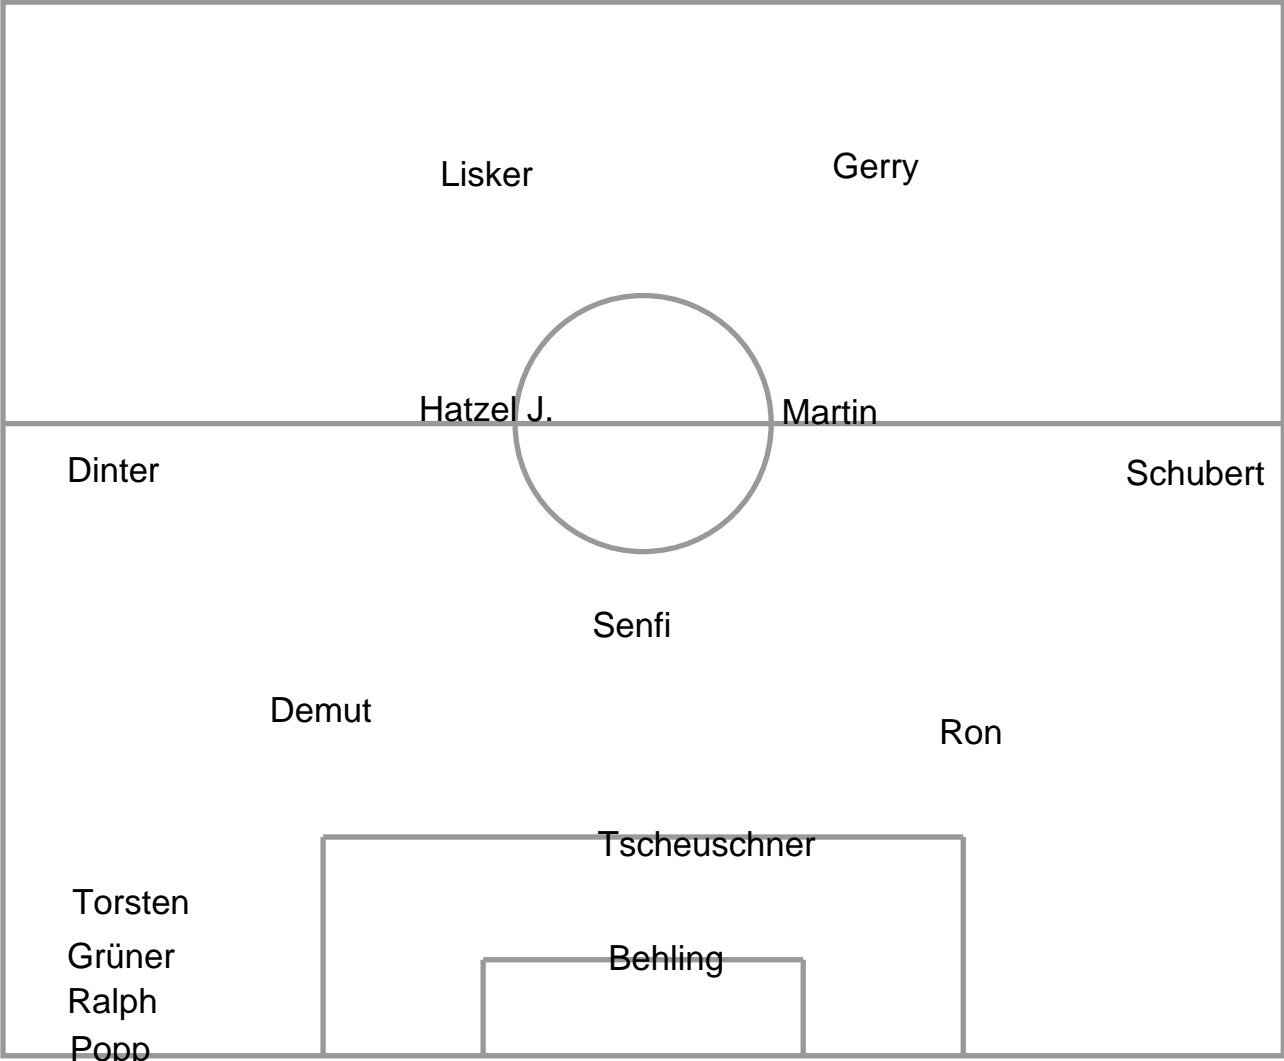 Lisker
Gerry
Hatzel J.
Martin
Dinter
Schubert
Senfi
Demut
Ron
Tscheuschner
Torsten
Grüner
Behling
Ralph
Popp